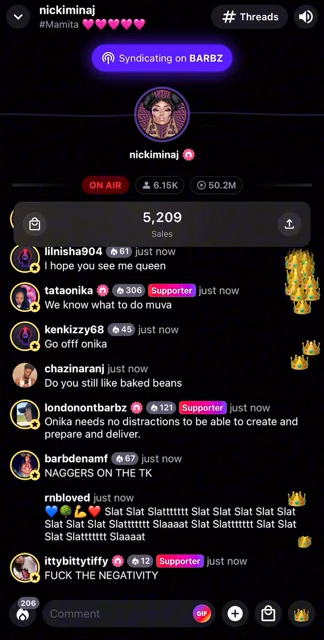 nickiminaj
#Mamita 💖💖💖💖💖
# Threads
Syndicating on BARBZ
nickiminaj
ON AIR 6.15K 50.2M
5,209
Sales
lilnisha904 61 just now
I hope you see me queen
tataonika 306 Supporter just now
We know what to do muva
kenkizzy68 45 just now
Go offf onika
chazinaranj just now
Do you still like baked beans
londonontbarbz 121 Supporter just now
Onika needs no distractions to be able to create and
prepare and deliver.
barbdenamf 67 just now
NAGGERS ON THE TK
rnbloved just now
💙🌳💪❤️ Slat Slat Slattttttt Slat Slat Slat Slat Slat
Slat Slat Slat Slattttttt Slaaaat Slat Slattttttt Slat Slat
Slat Slattttttt Slaaaat
ittybittytiffy 12 Supporter just now
FUCK THE NEGATIVITY
206
Comment
GIF